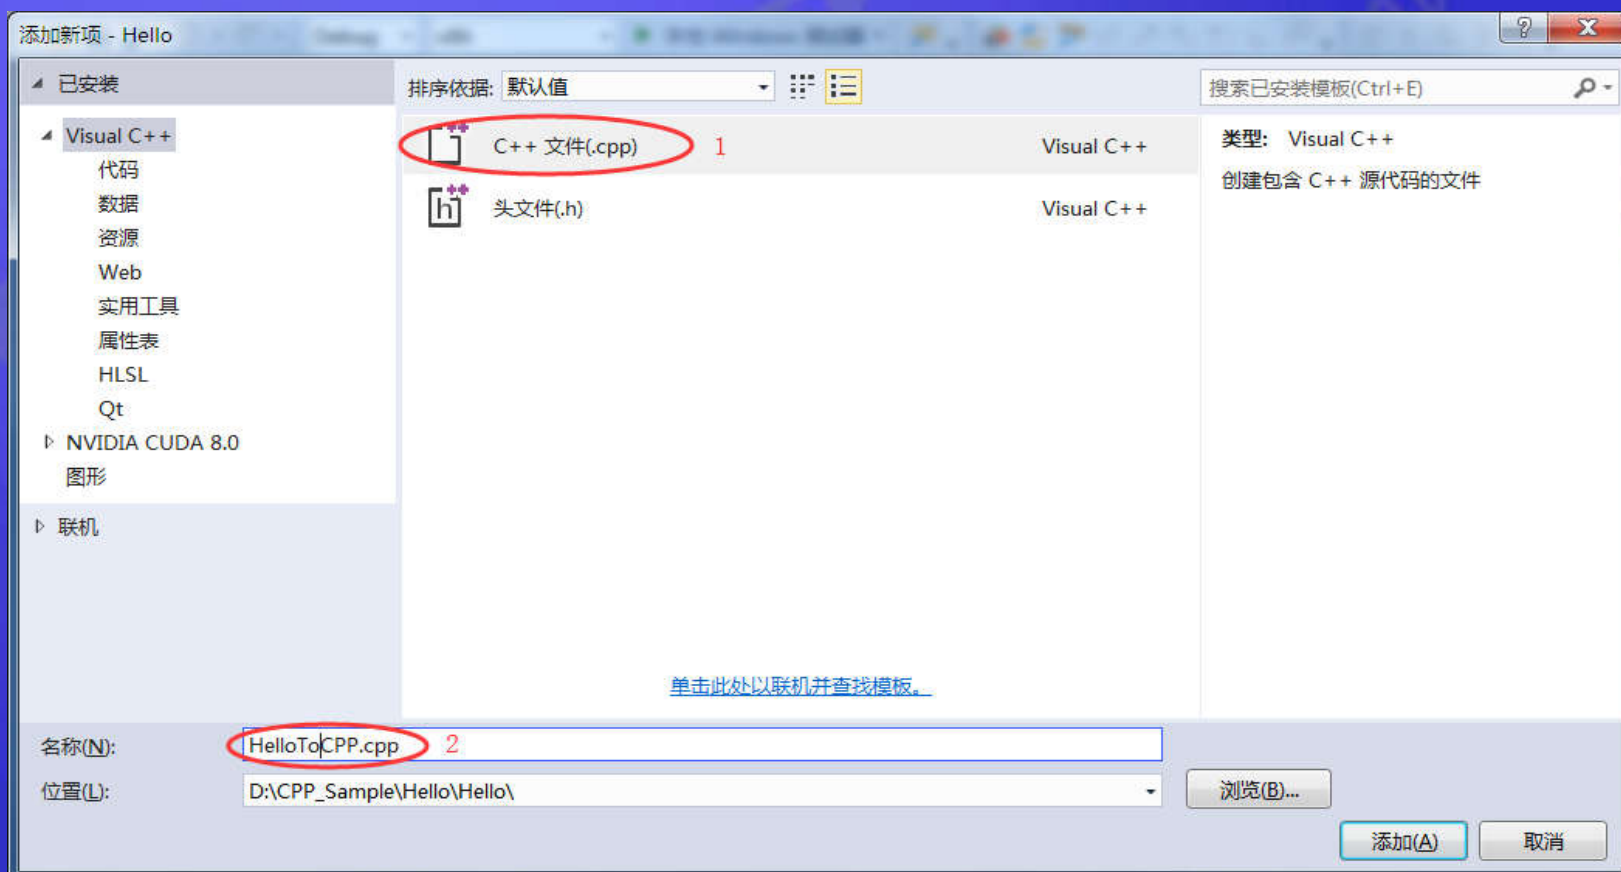 添加新项 - Hello
已安装
排序依据: 默认值
搜索已安装模板(Ctrl+E)
Visual C++
代码
数据
资源
Web
实用工具
属性表
HLSL
Qt
NVIDIA CUDA 8.0
图形
联机
C++ 文件(.cpp) 1 Visual C++
头文件(.h) Visual C++
类型: Visual C++
创建包含 C++ 源代码的文件
单击此处以联机并查找模板。
名称(N): HelloToCPP.cpp 2
位置(L): D:\CPP_Sample\Hello\Hello\ 浏览(B)...
添加(A) 取消